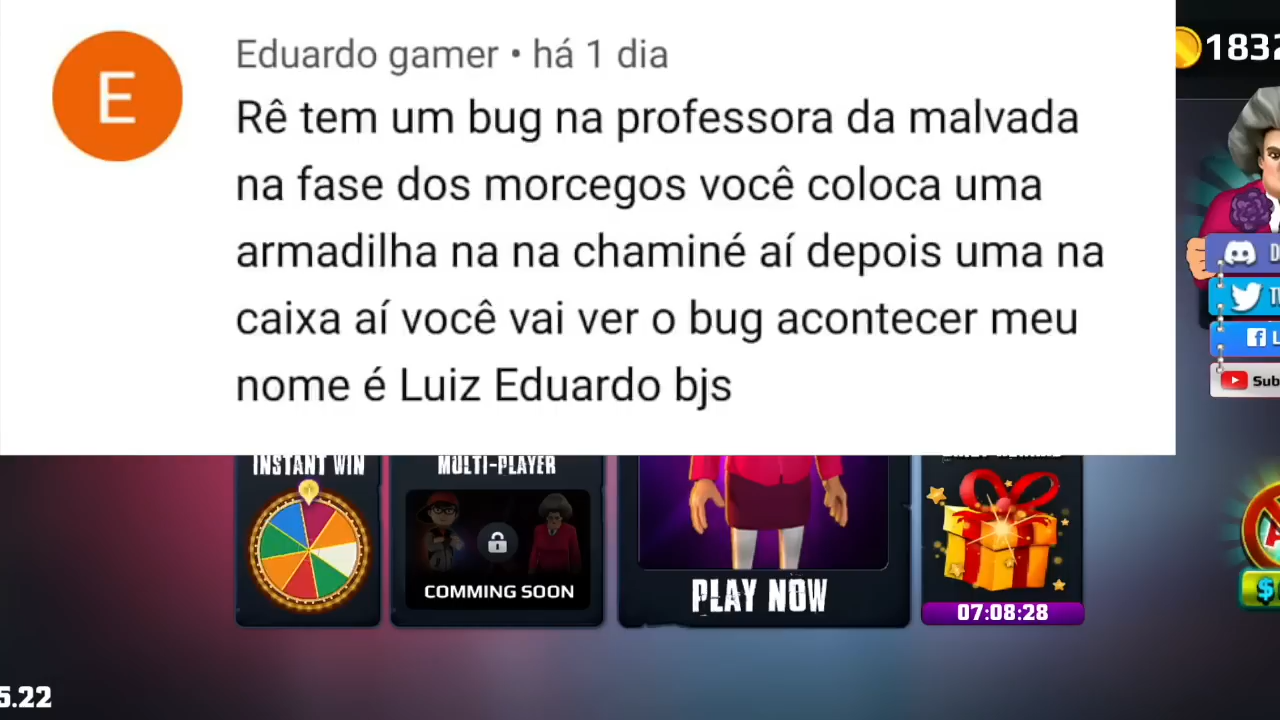 E
Eduardo gamer • há 1 dia
Rê tem um bug na professora da malvada
na fase dos morcegos você coloca uma
armadilha na na chaminé aí depois uma na
caixa aí você vai ver o bug acontecer meu
nome é Luiz Eduardo bjs
1832
Sub
INSTANT WIN
MULTI-PLAYER
COMMING SOON
PLAY NOW
07:08:28
5.22